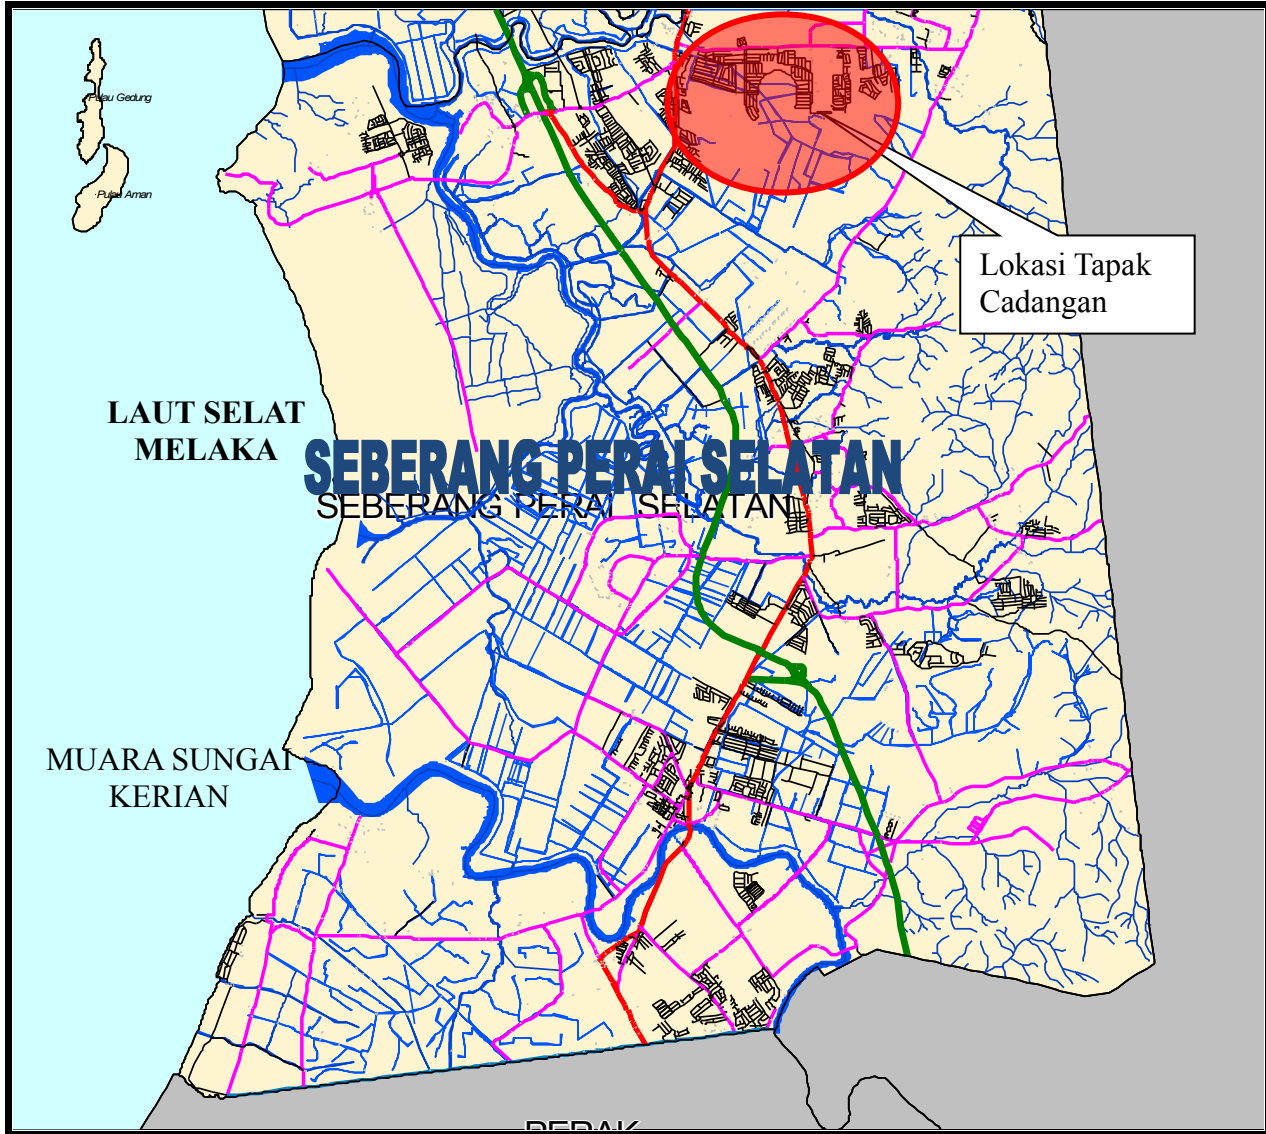 Pulau Gedung
Pulau Aman
Lokasi Tapak
Cadangan
LAUT SELAT
MELAKA
SEBERANG PERAI SELATAN
SEBERANG PERAI SELATAN
MUARA SUNGAI
KERIAN
PERAK